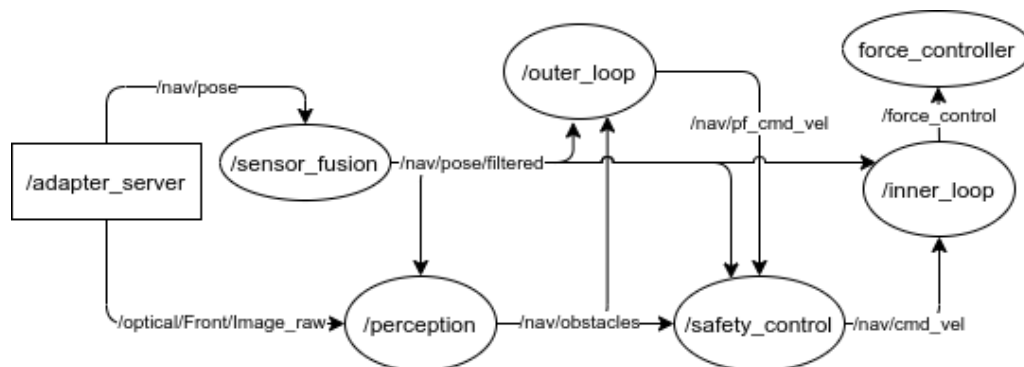 force_controller
/outer_loop
/nav/pose
/force_control
/nav/pf_cmd_vel
/sensor_fusion
/nav/pose/filtered
/adapter_server
/inner_loop
/optical/Front/Image_raw
/perception
/nav/obstacles
/safety_control
/nav/cmd_vel